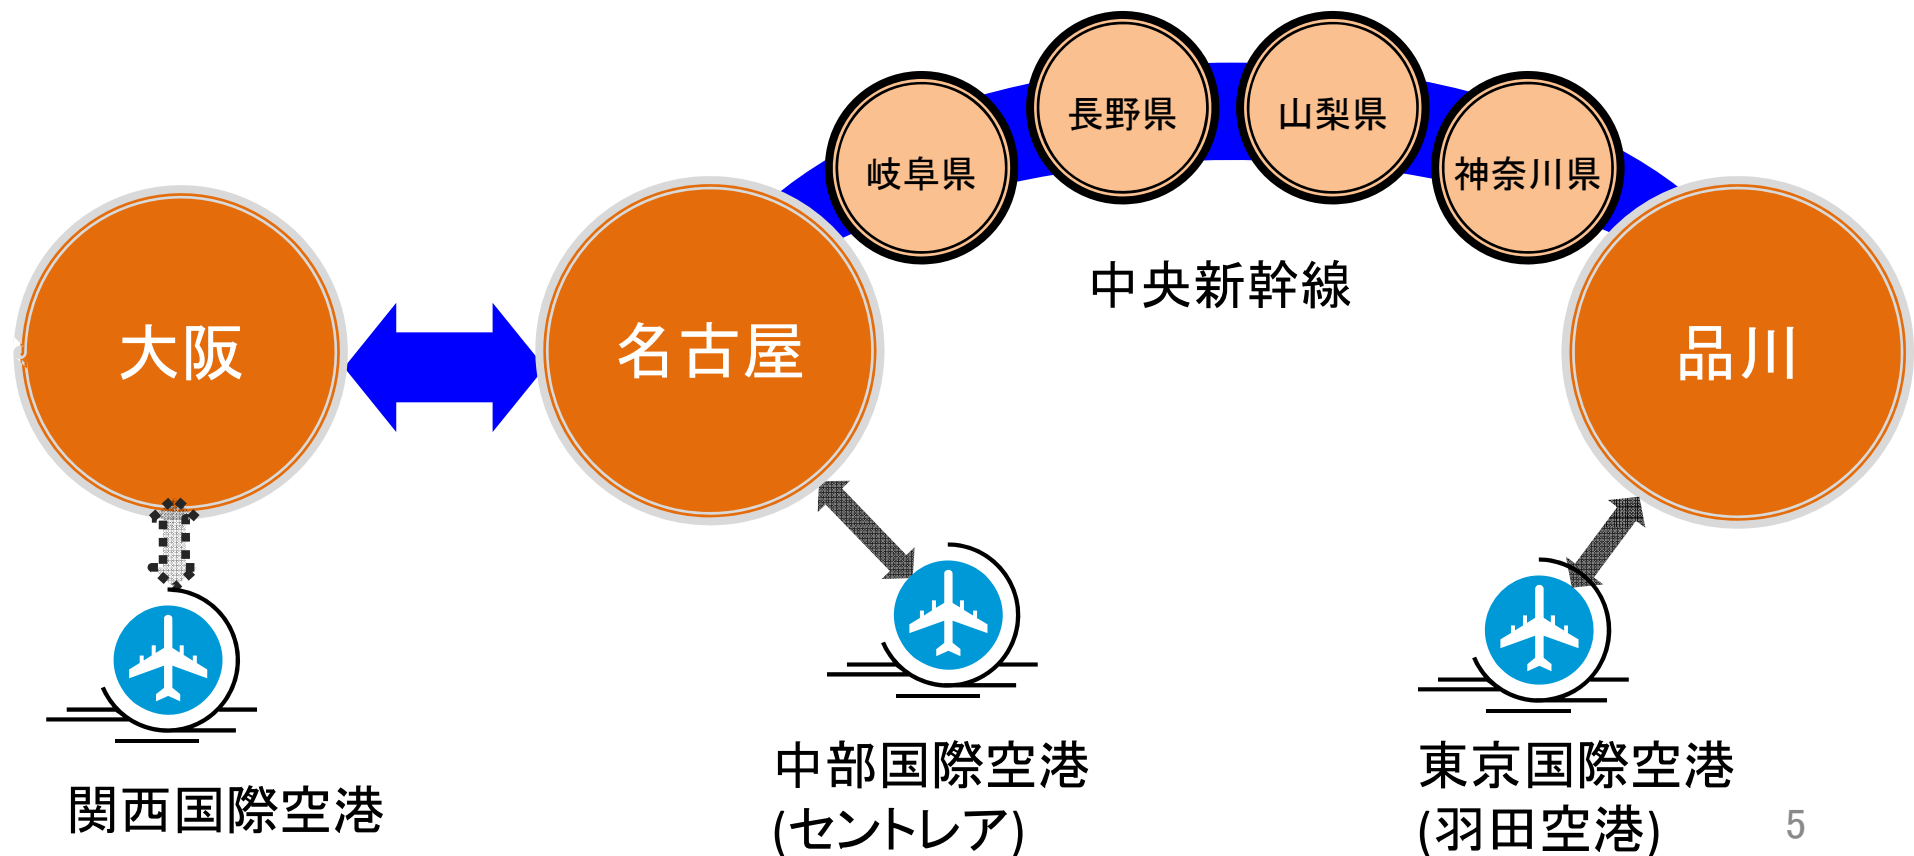 岐阜県
長野県
山梨県
神奈川県
中央新幹線
大阪
名古屋
品川
関西国際空港
中部国際空港
(セントレア)
東京国際空港
(羽田空港)
5